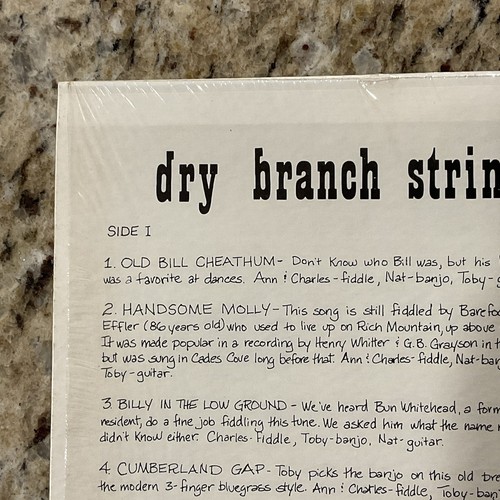 dry branch strin
SIDE I
1. OLD BILL CHEATHUM- Don't know who Bill was, but his
was a favorite at dances. Ann & Charles-fiddle, Nat-banjo, Toby-g
2. HANDSOME MOLLY-This song is still fiddled by Barefoo
Effler (86 years old) who used to live up on Rich Mountain, up above
It was made popular in a recording by Henry Whitter & G.B. Grayson in t
but was sung in Cades Cove long before that. Ann & Charles-fiddle, Nat-ban
Toby-guitar.
3. BILLY IN THE LOW GROUND- We've heard Bun Whitehead, a form
resident, do a fine job fiddling this tune. We asked him what the name m
didn't know either. Charles-fiddle, Toby-banjo, Nat-guitar.
4. CUMBERLAND GAP-Toby picks the banjo on this old
the modern 3-finger bluegrass style. Ann & Charles-fiddle, Toby-ban